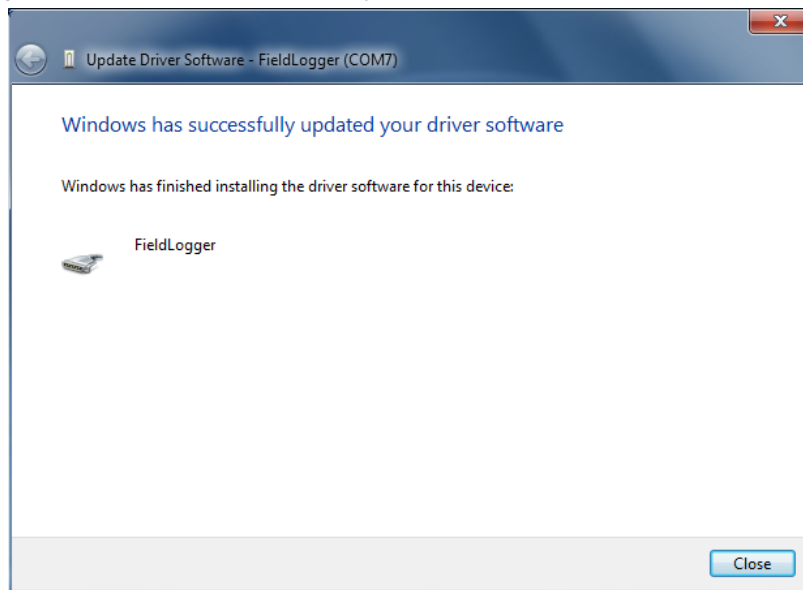 Update Driver Software - FieldLogger (COM7)
Windows has successfully updated your driver software
Windows has finished installing the driver software for this device:
FieldLogger
Close